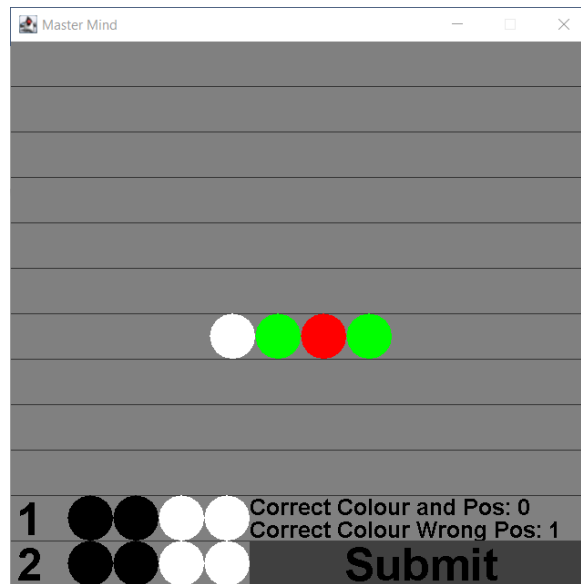 Master Mind
1
Correct Colour and Pos: 0
Correct Colour Wrong Pos: 1
2 Submit